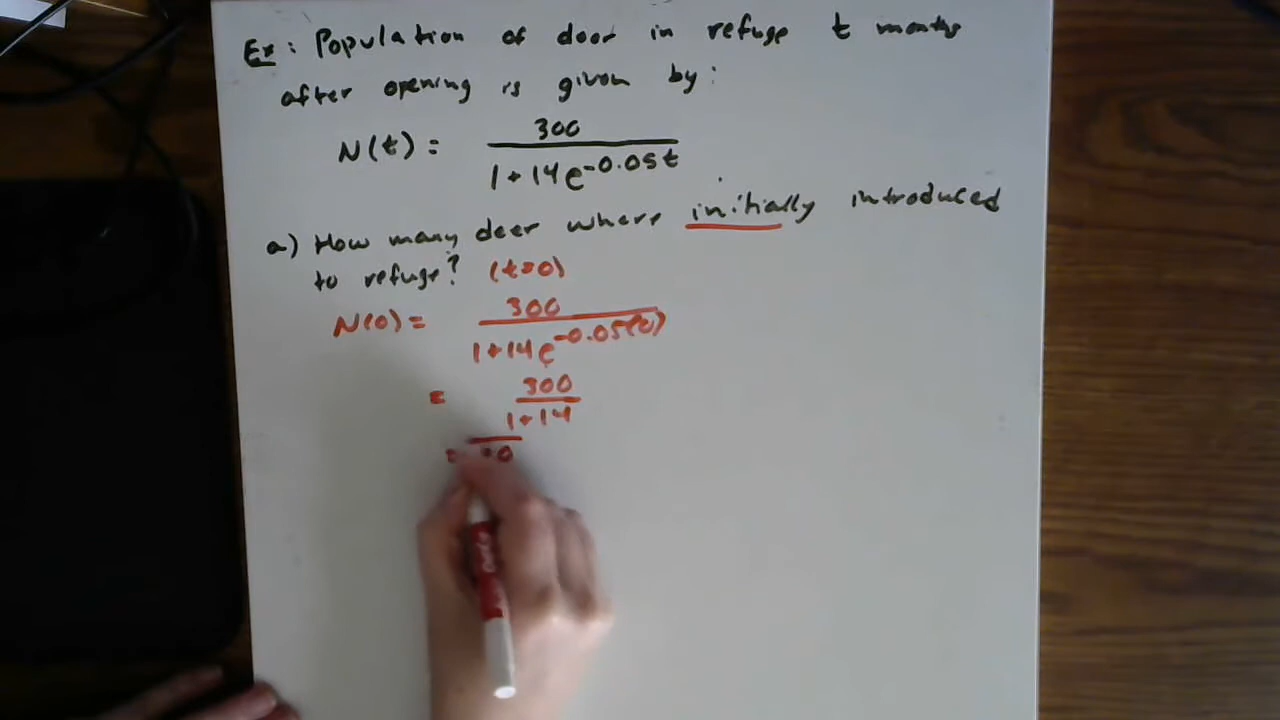 Ex: Population of deer in refuge t months
after opening is given by:
N(t) = 300 / 1+14e^-0.05t
a) How many deer where initially introduced
to refuge? (t=0)
N(0) = 300 / 1+14e^-0.05(0)
= 300 / 1+14